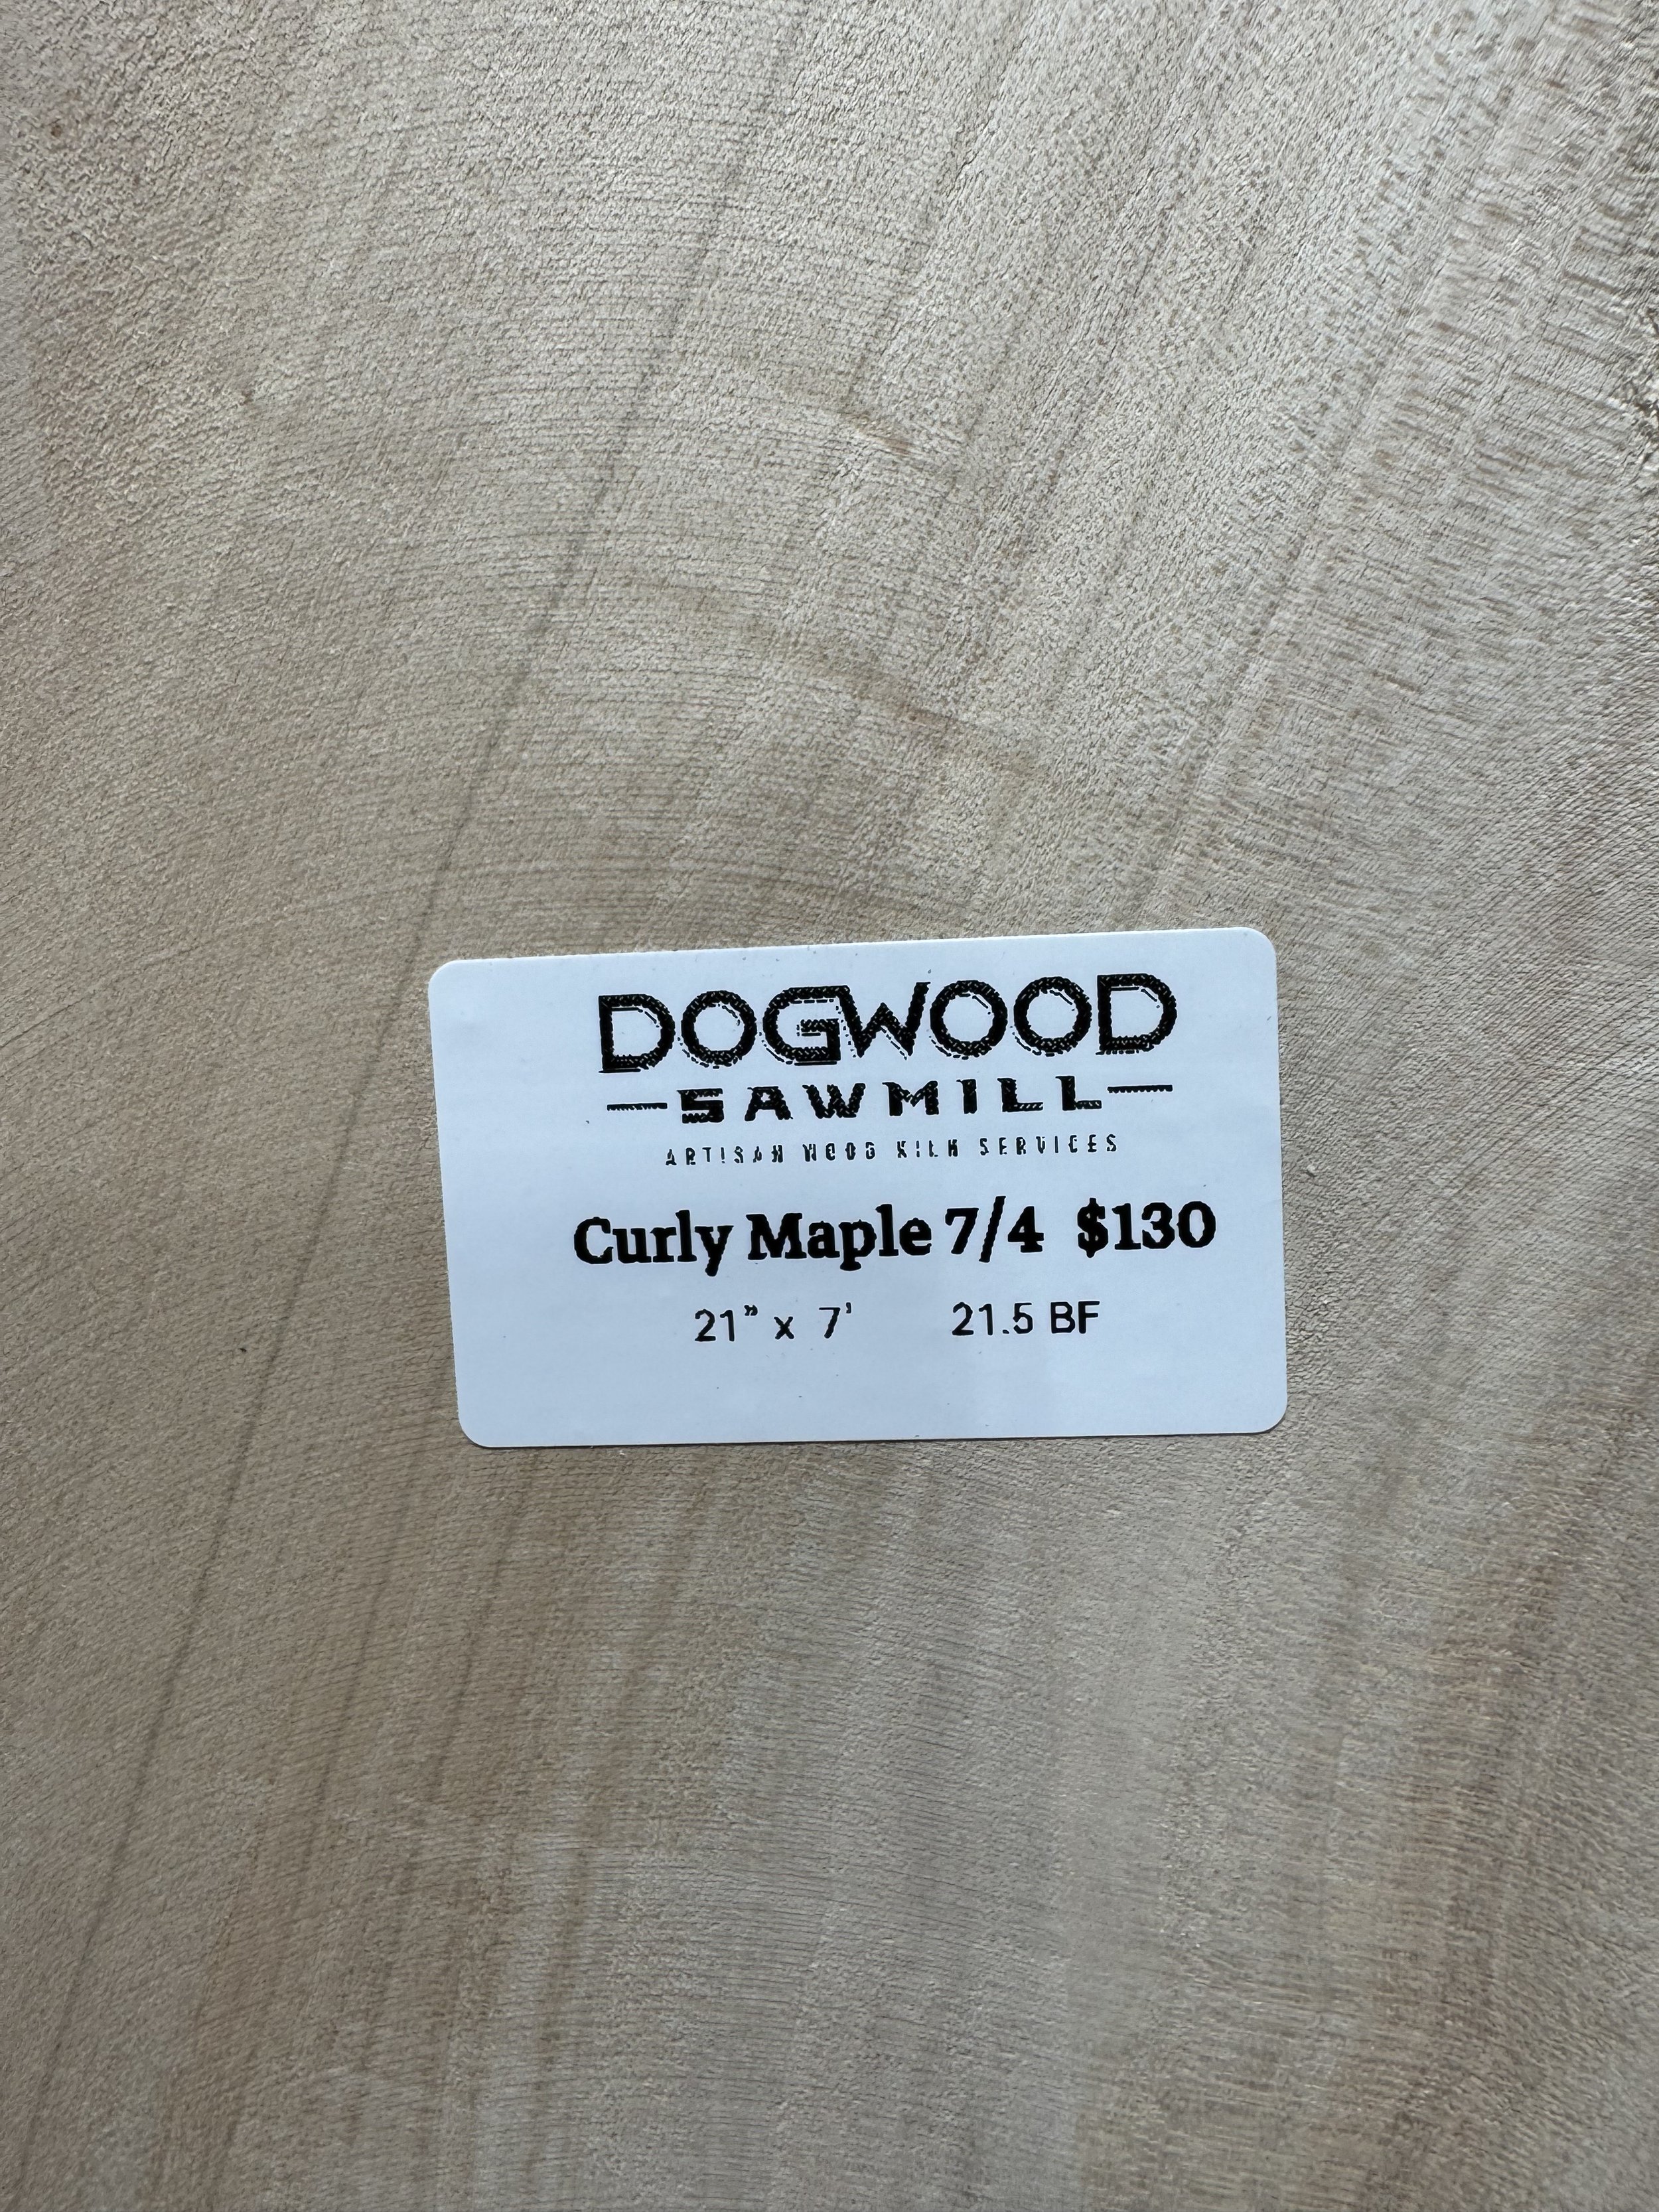 DOGWOOD
SAWMILL
ARTISAN WOOD KILN SERVICES
Curly Maple 7/4 $130
21" x 7' 21.5 BF